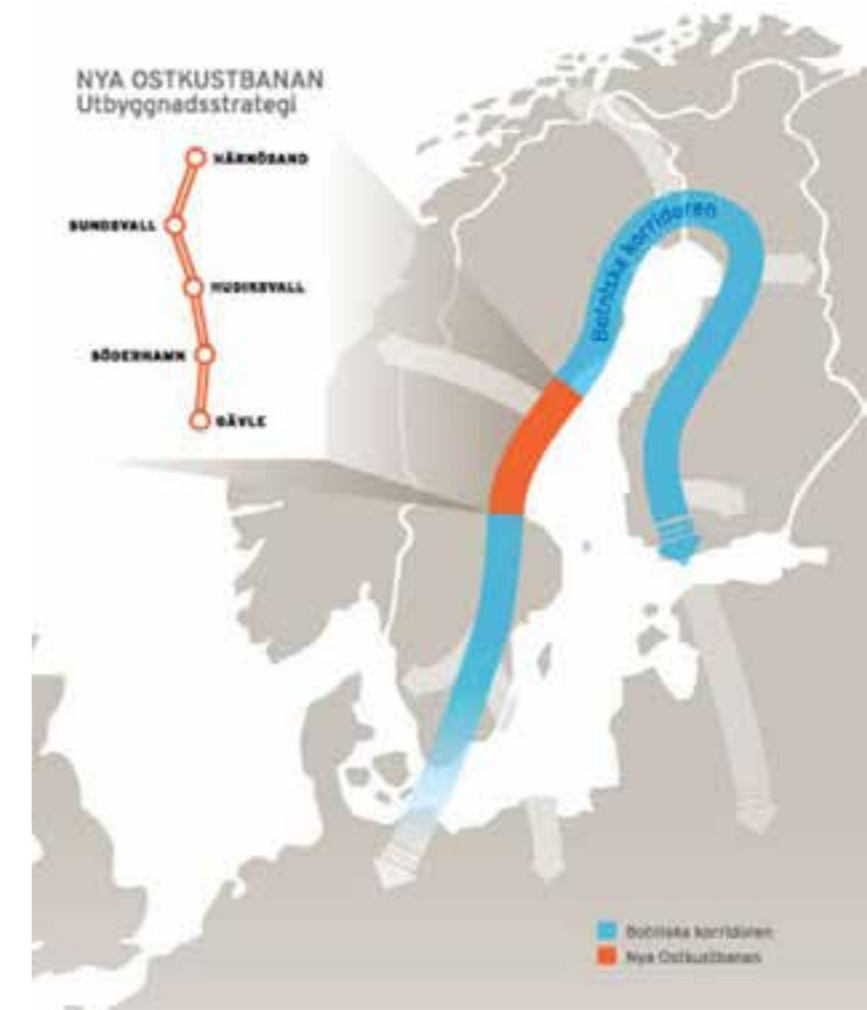 NYA OSTKUSTBANAN
Utbyggnadsstrategi
HÄRNÖSAND
SUNDSVALL
HUDIKSVALL
SÖDERHAMN
GÄVLE
Botniska korridoren
Botniska korridoren
Nya Ostkustbanan